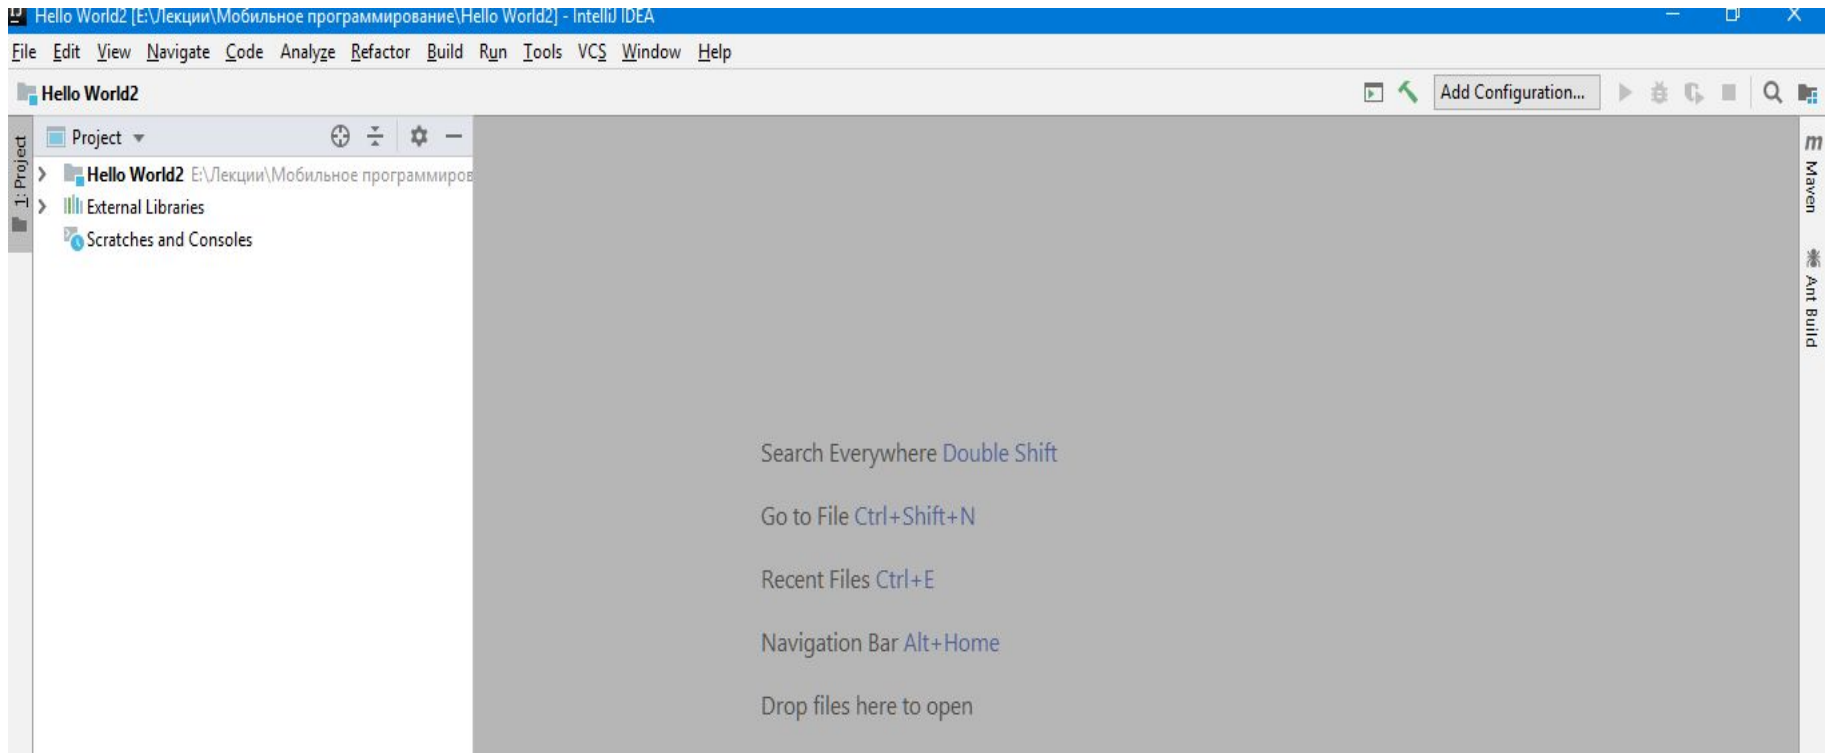 Hello World2 [E:\Лекции\Мобильное программирование\Hello World2] - IntelliJ IDEA
File Edit View Navigate Code Analyze Refactor Build Run Tools VCS Window Help
Hello World2
Add Configuration...
1: Project
Project
Hello World2 E:\Лекции\Мобильное программиров
External Libraries
Scratches and Consoles
Search Everywhere Double Shift
Go to File Ctrl+Shift+N
Recent Files Ctrl+E
Navigation Bar Alt+Home
Drop files here to open
m Maven
Ant Build